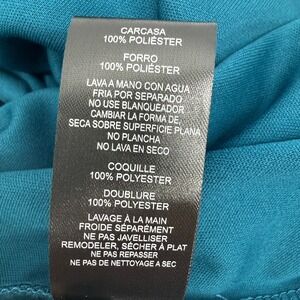 CARCASA
100% POLIÉSTER
FORRO
100% POLIÉSTER
LAVA A MANO CON AGUA
FRIA POR SEPARADO
NO USE BLANQUEADOR
CAMBIAR LA FORMA DE,
SECA SOBRE SUPERFICIE PLANA
NO PLANCHA
NO LAVA EN SECO
COQUILLE
100% POLYESTER
DOUBLURE
100% POLYESTER
LAVAGE À LA MAIN
FROIDE SÉPARÉMENT
NE PAS JAVELLISER
REMODELER, SÉCHER À PLAT
NE PAS REPASSER
NE PAS DE NETTOYAGE A SEC